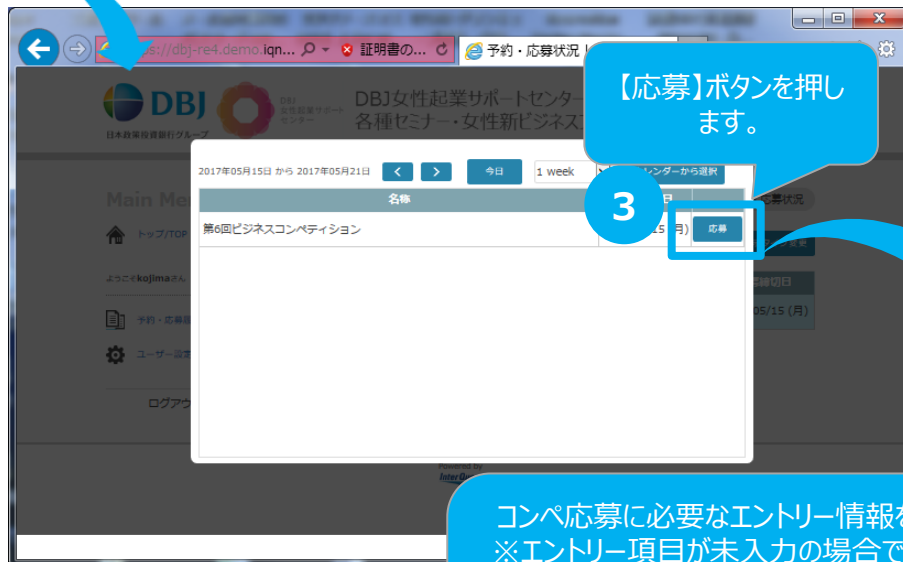 ://dbj-re4.demo.iqn... 証明書の... 予約・応募状況
【応募】ボタンを押し
ます。
DBJ
日本政策投資銀行グループ
DBJ
女性起業サポート
センター
DBJ女性起業サポートセンター
各種セミナー・女性新ビジネス
2017年05月15日 から 2017年05月21日 < > 今日 1 week レンダーから選択
名称 日
3
第6回ビジネスコンペティション 15 (月) 応募
Main Me
トップ/TOP
ようこそkojimaさん
予約・応募
ユーザー設定
ログアウ
応募状況
変更
締切日
05/15 (月)
Powered by
InterQu
コンペ応募に必要なエントリー情報を
※エントリー項目が未入力の場合で